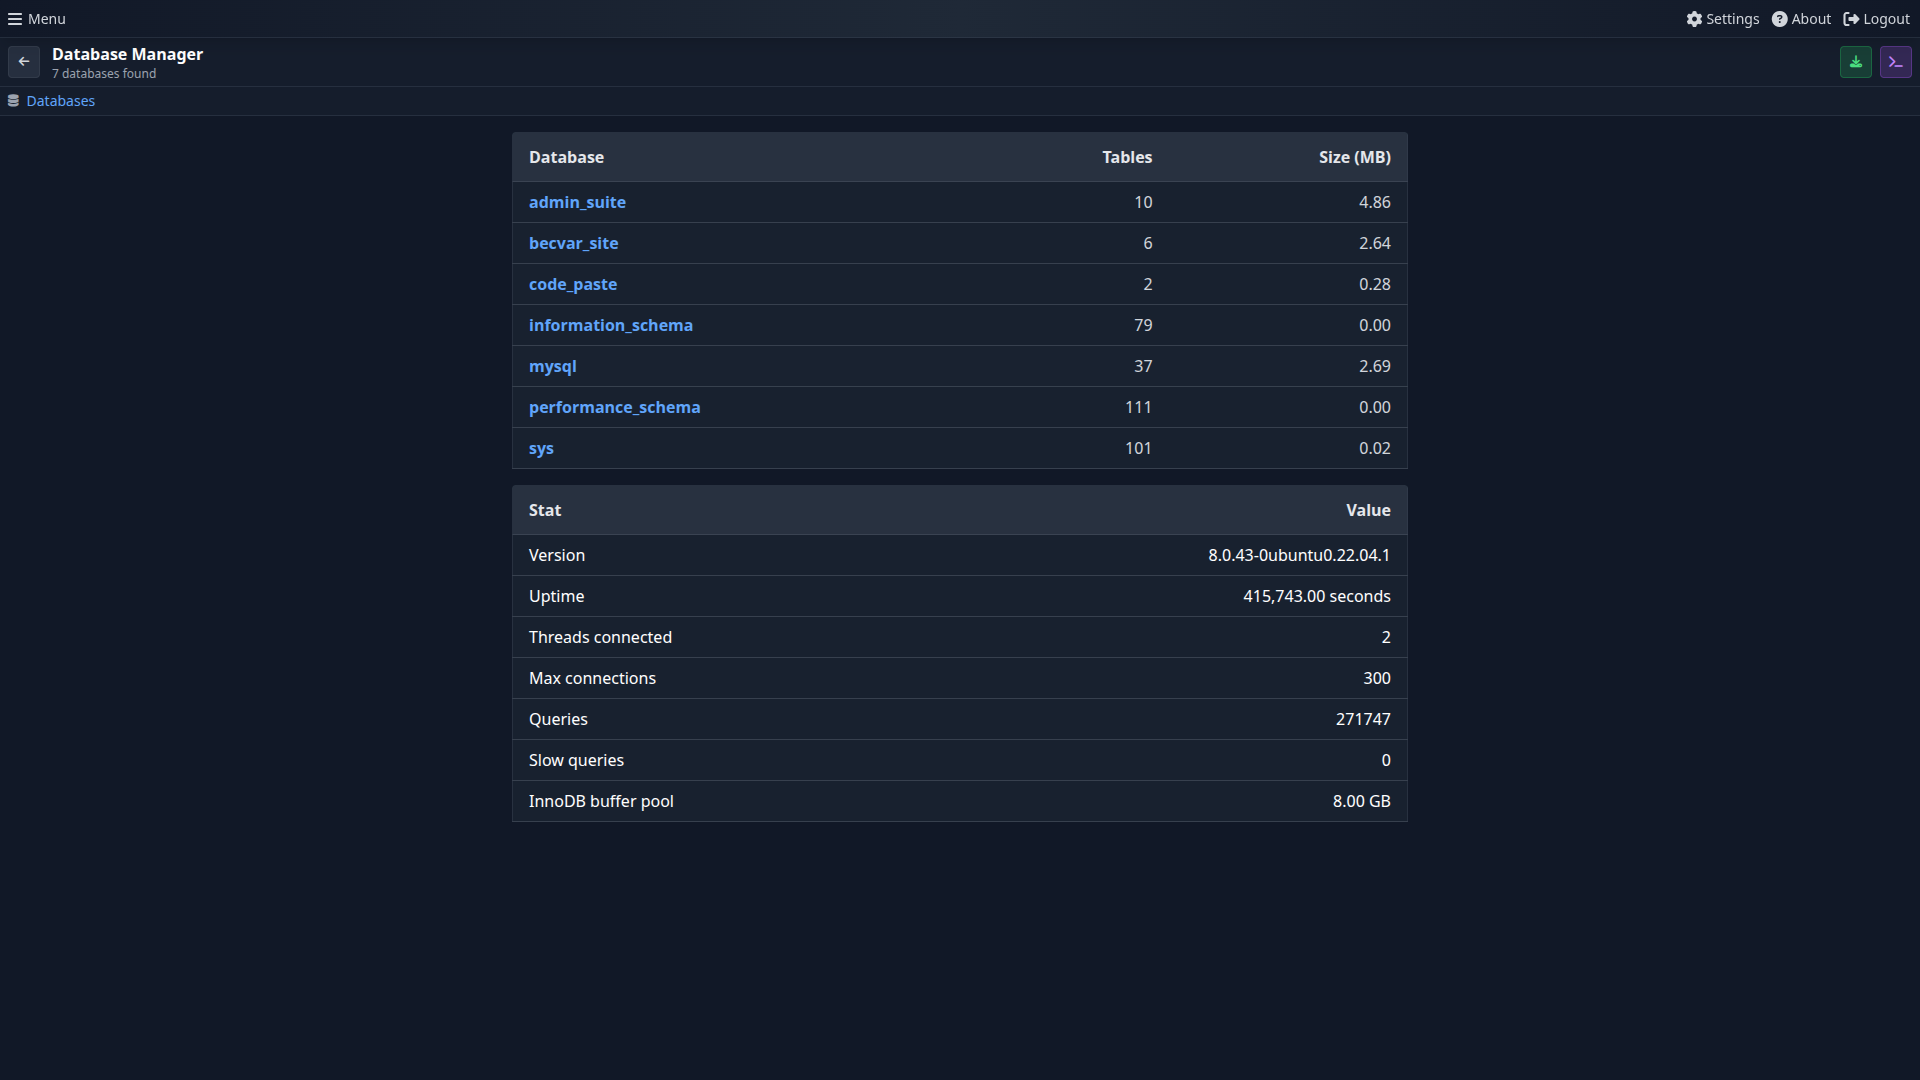 Menu Settings About Logout
Database Manager
7 databases found
Databases
Database Tables Size (MB)
admin_suite 10 4.86
becvar_site 6 2.64
code_paste 2 0.28
information_schema 79 0.00
mysql 37 2.69
performance_schema 111 0.00
sys 101 0.02
Stat Value
Version 8.0.43-0ubuntu0.22.04.1
Uptime 415,743.00 seconds
Threads connected 2
Max connections 300
Queries 271747
Slow queries 0
InnoDB buffer pool 8.00 GB